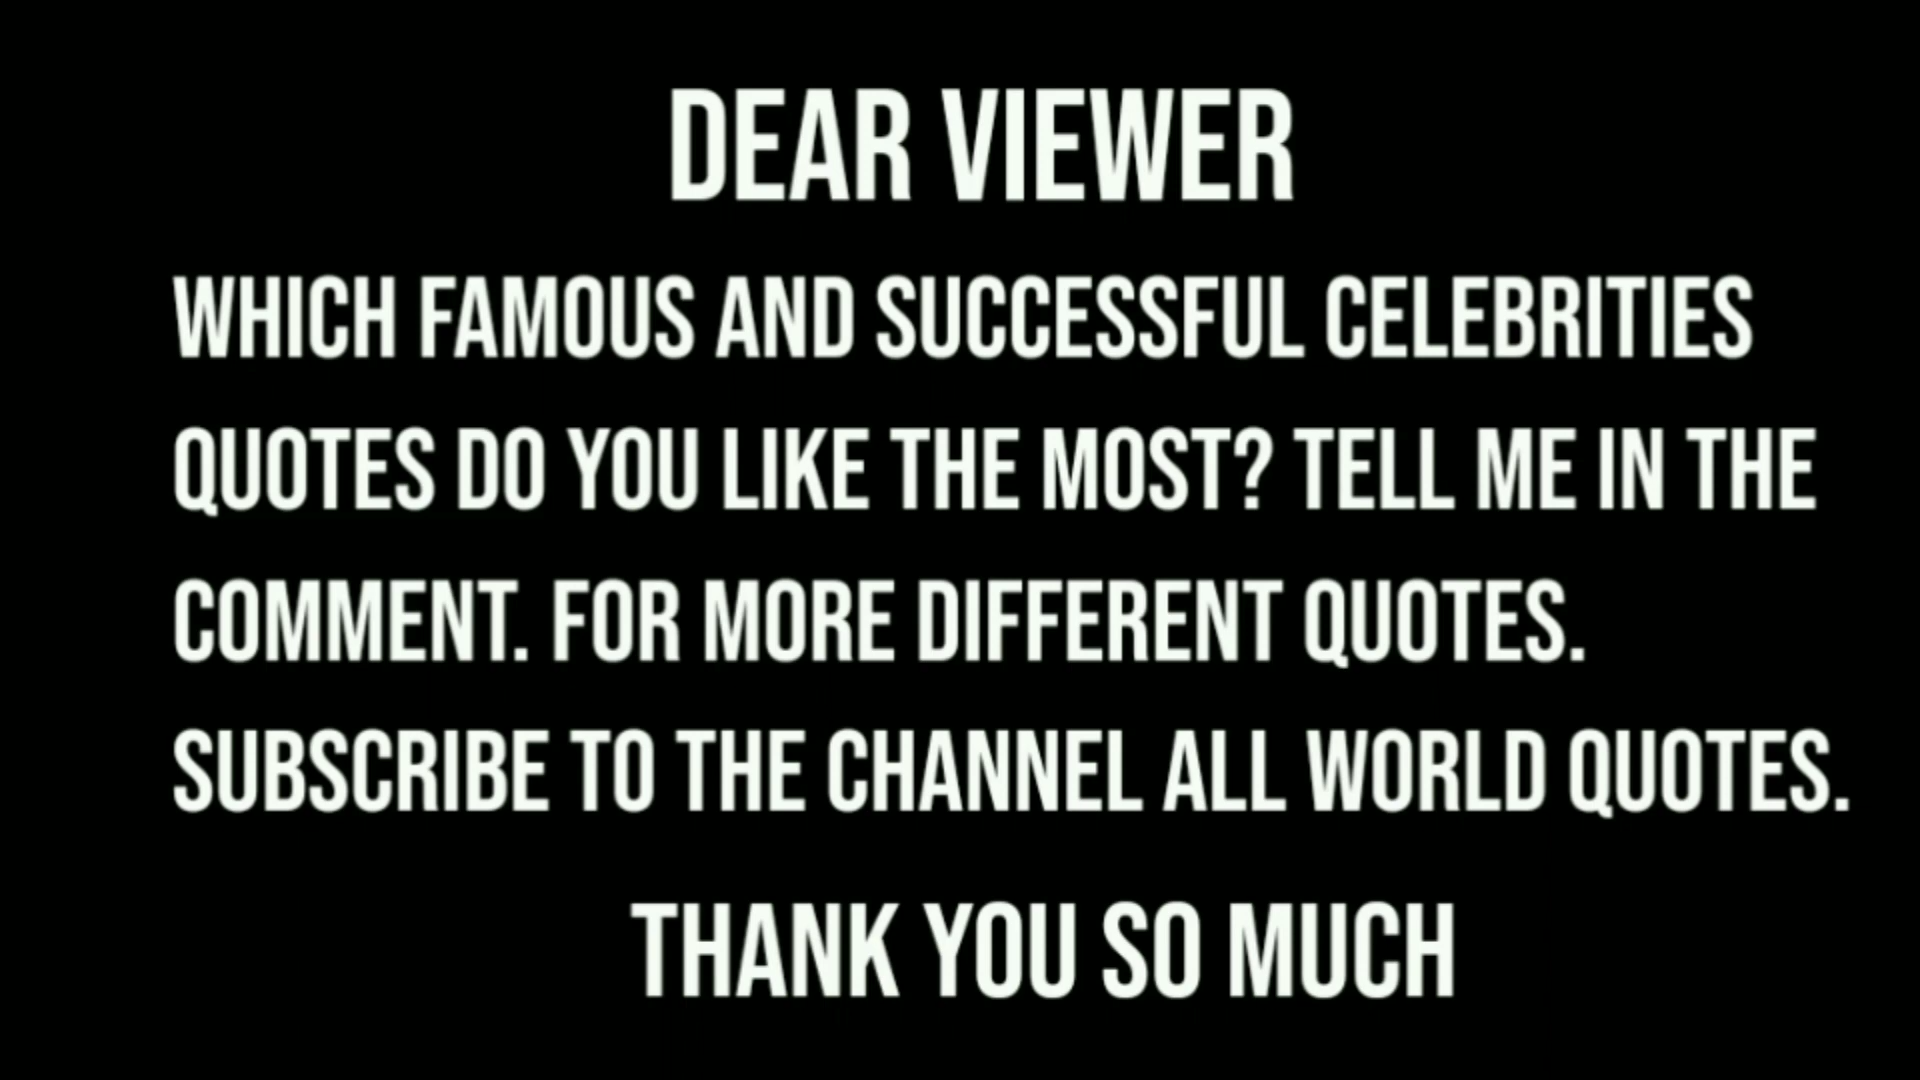 DEAR VIEWER
WHICH FAMOUS AND SUCCESSFUL CELEBRITIES
QUOTES DO YOU LIKE THE MOST? TELL ME IN THE
COMMENT. FOR MORE DIFFERENT QUOTES.
SUBSCRIBE TO THE CHANNEL ALL WORLD QUOTES.
THANK YOU SO MUCH